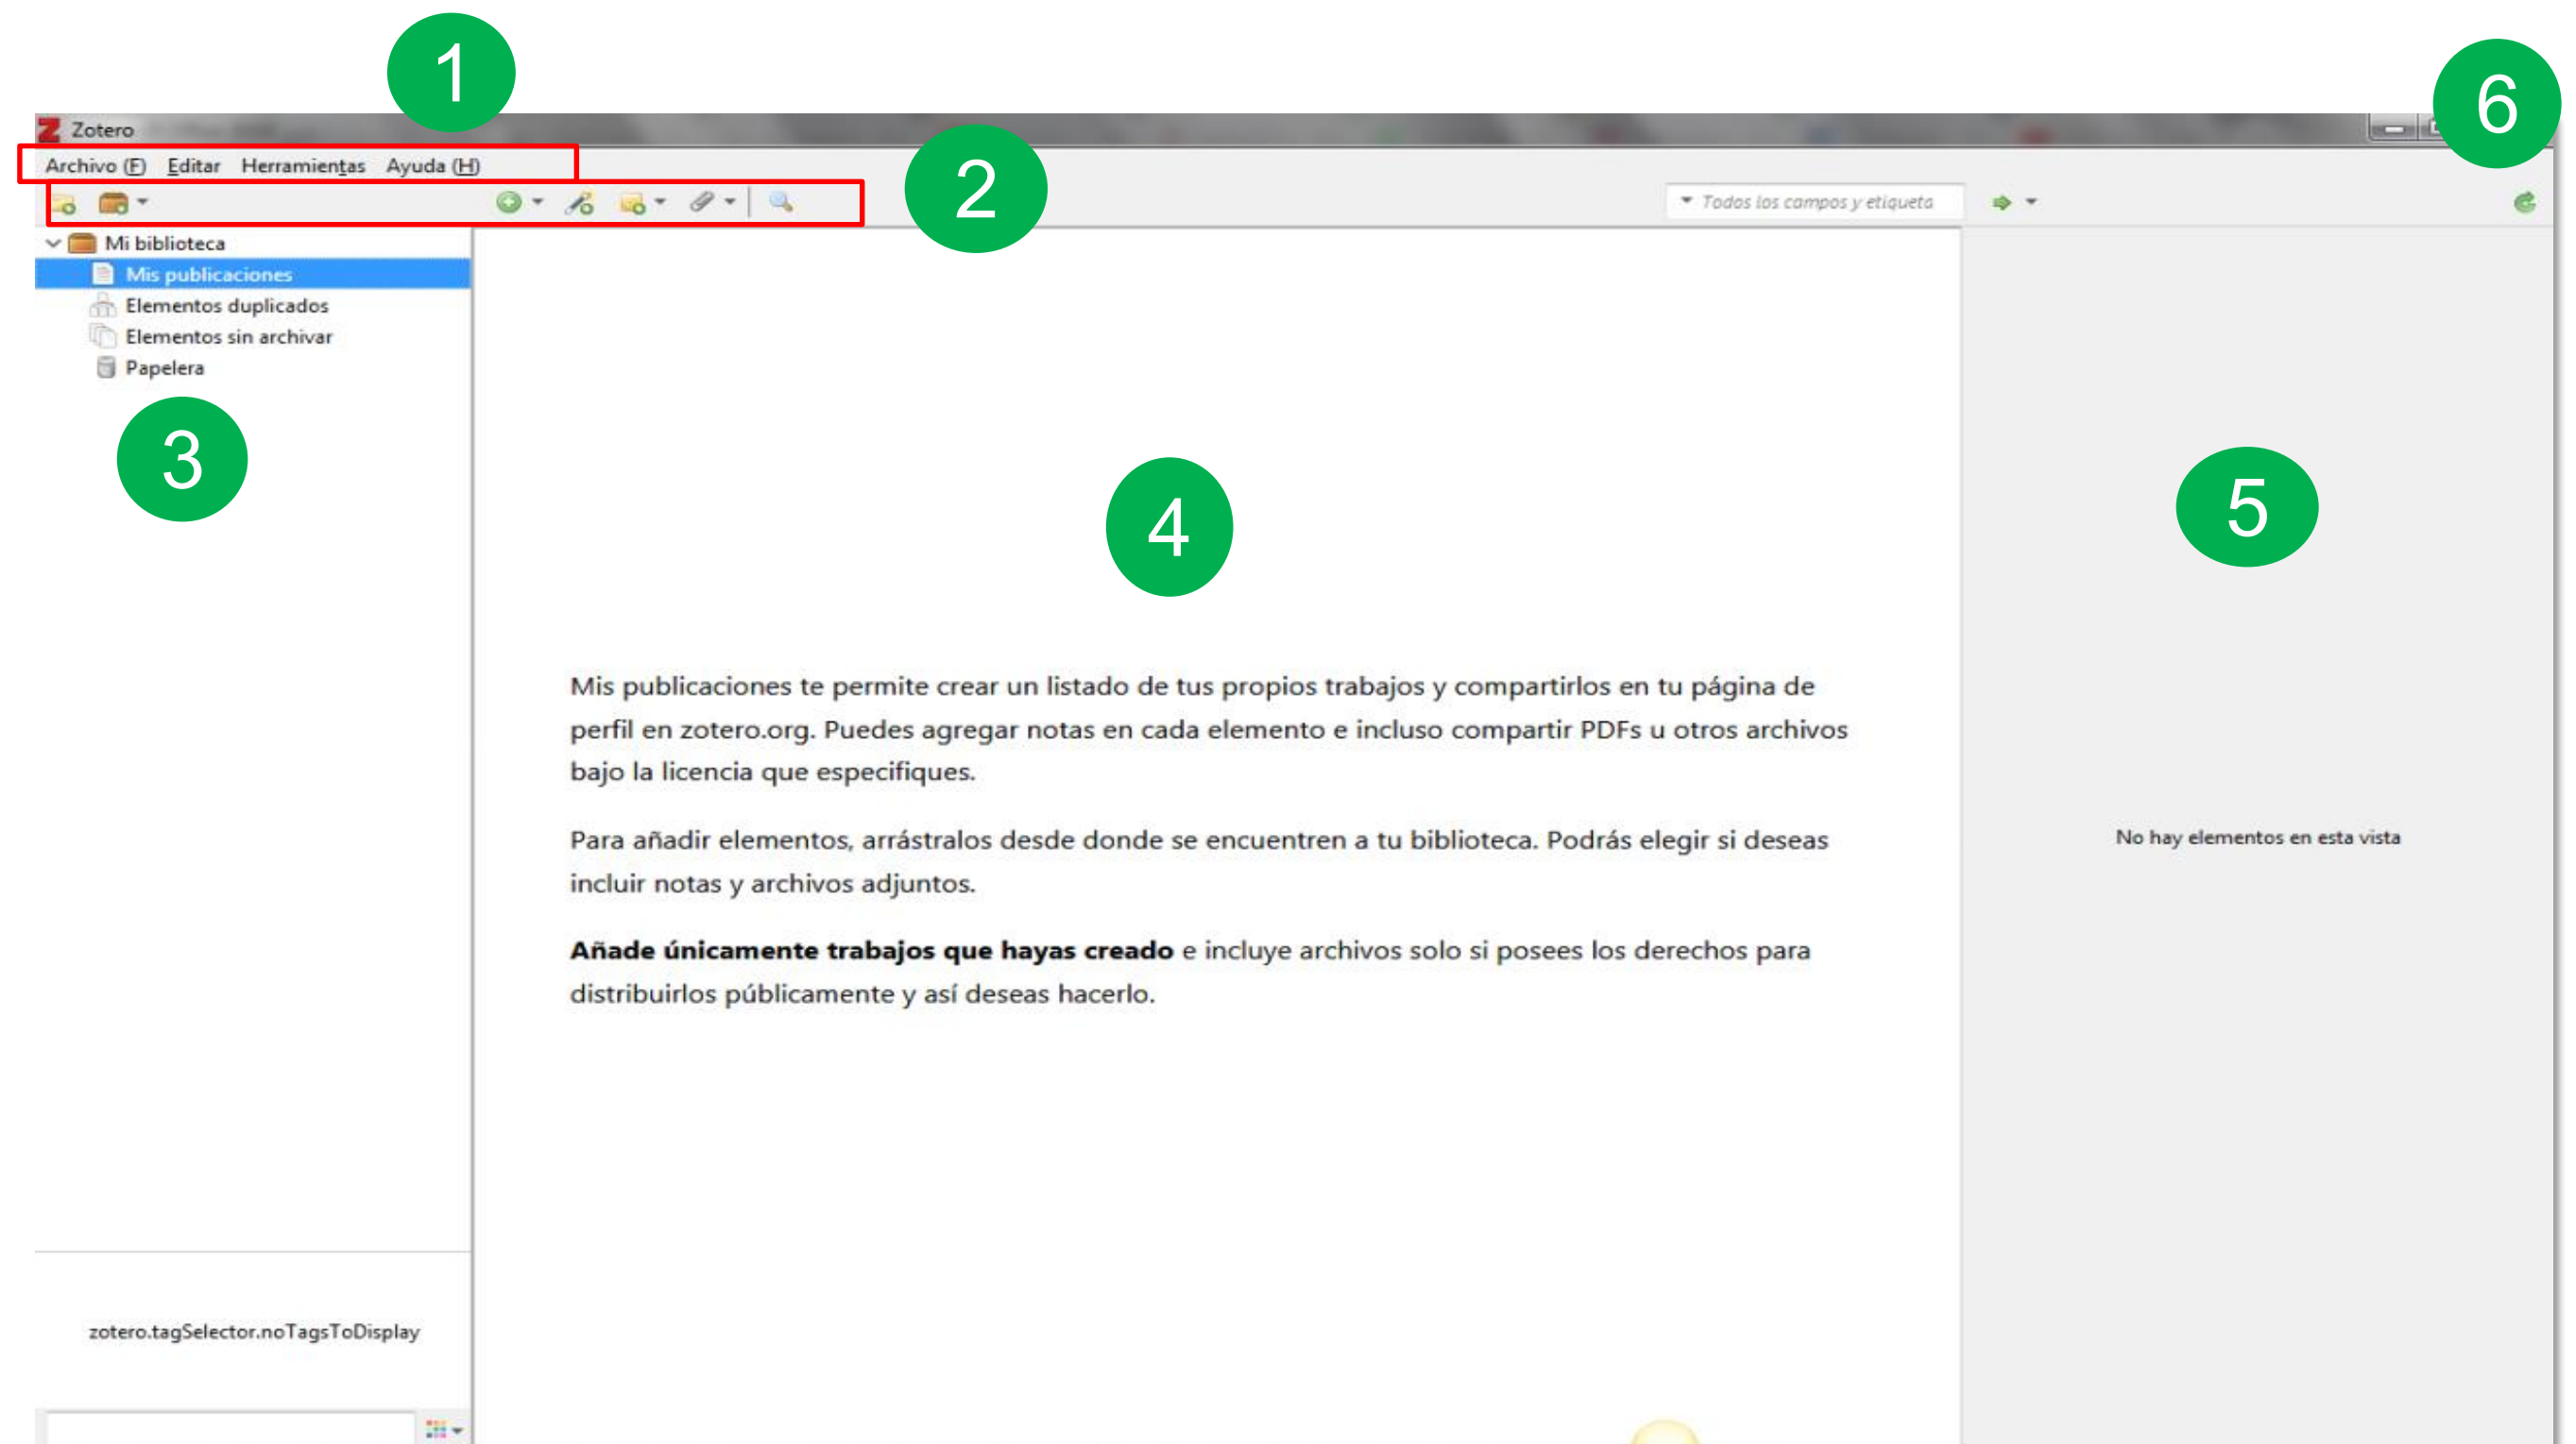 1
6
Zotero
2
Archivo (F) Editar Herramientas Ayuda (H)
Todos los campos y etiqueta
Mi biblioteca
Mis publicaciones
Elementos duplicados
Elementos sin archivar
Papelera
3
4
5
Mis publicaciones te permite crear un listado de tus propios trabajos y compartirlos en tu página de
perfil en zotero.org. Puedes agregar notas en cada elemento e incluso compartir PDFs u otros archivos
bajo la licencia que especifiques.
Para añadir elementos, arrástralos desde donde se encuentren a tu biblioteca. Podrás elegir si deseas
incluir notas y archivos adjuntos.
No hay elementos en esta vista
Añade únicamente trabajos que hayas creado e incluye archivos solo si posees los derechos para
distribuirlos públicamente y así deseas hacerlo.
zotero.tagSelector.noTagsToDisplay